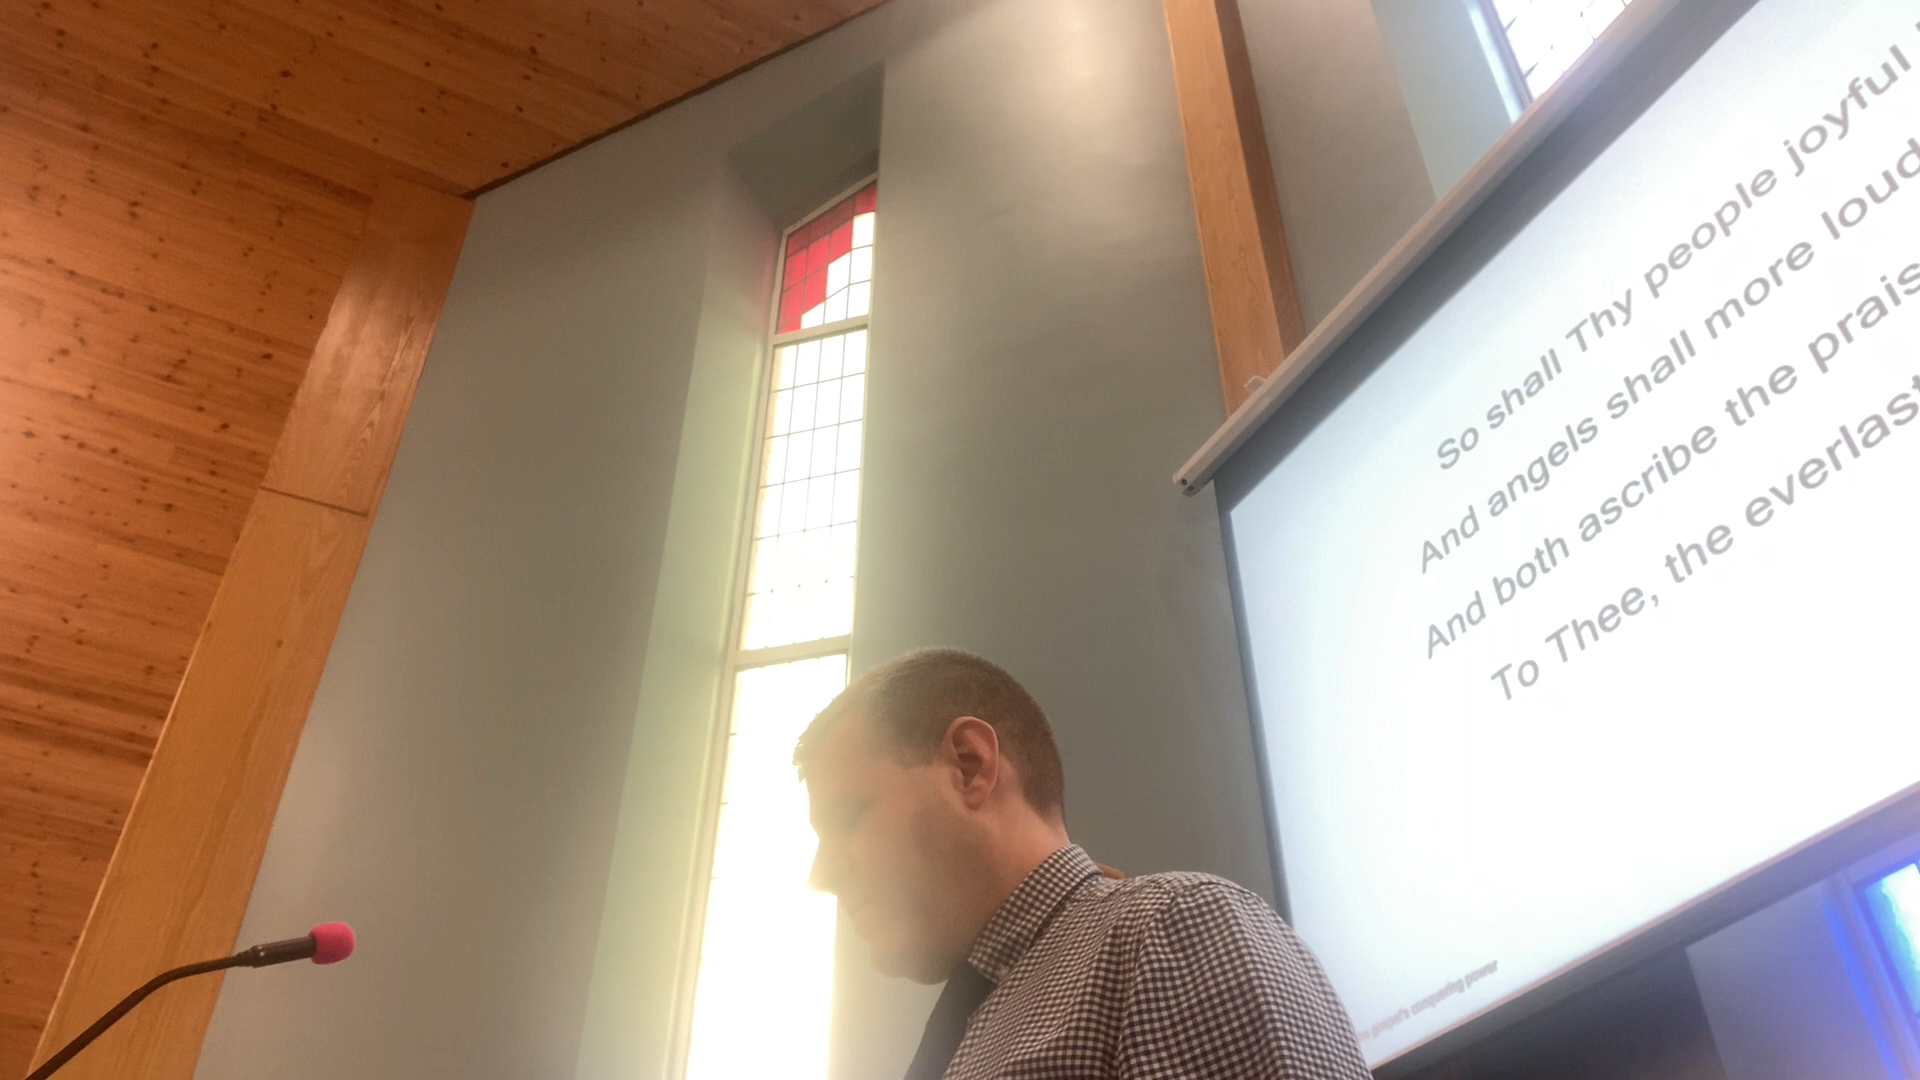 So shall Thy people joyful
And angels shall more loud
And both ascribe the prais
To Thee, the everlast
gospel's conquering power